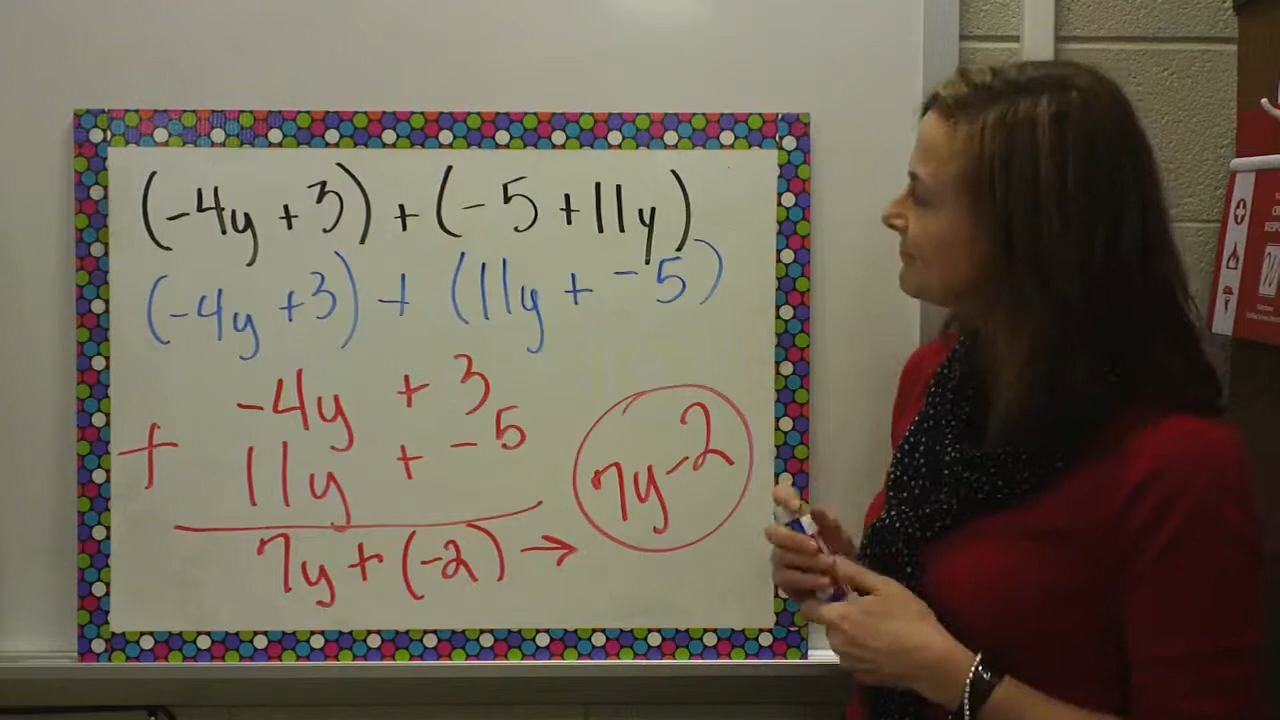 (-4y + 3) + (-5 + 11y)
(-4y + 3) + (11y + -5)
-4y + 3
+ 11y + -5
7y + (-2) → 7y - 2